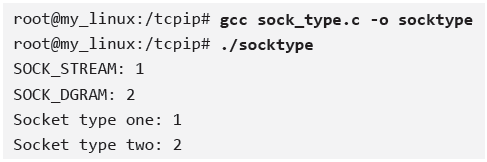 root@my_linux:/tcpip# gcc sock_type.c -o socktype
root@my_linux:/tcpip# ./socktype
SOCK_STREAM: 1
SOCK_DGRAM: 2
Socket type one: 1
Socket type two: 2